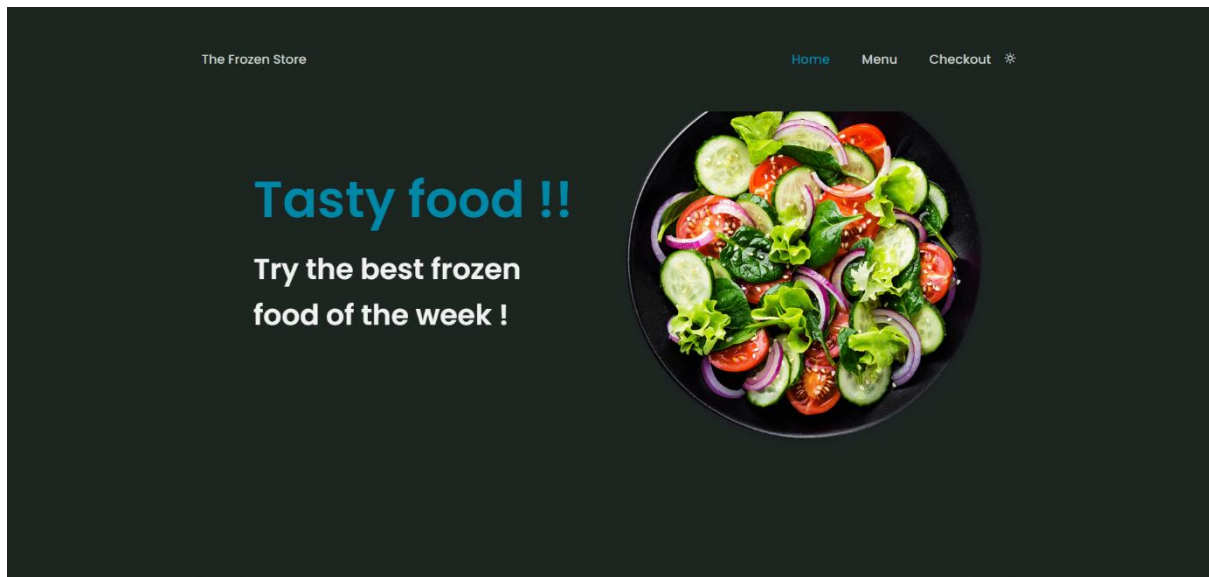 The Frozen Store
Home Menu Checkout
Tasty food !!
Try the best frozen
food of the week !